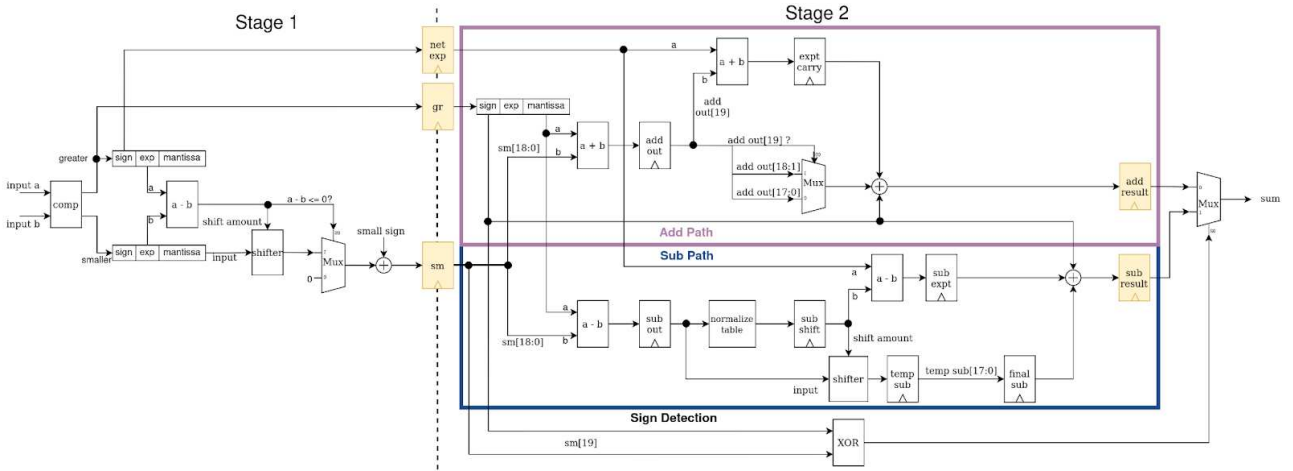 Stage 1
Stage 2
net
exp
a
a + b
b
expt
carry
gr
sign exp mantissa
add
out[19]
a
sm[18:0]
b
a + b
add
out
add out[19] ?
add out[18:1]
add out[17:0]
Mux
greater
sign exp mantissa
input a
input b
comp
a
b
a - b
a - b <= 0?
shift amount
smaller
sign exp mantissa
input
shifter
Mux
0
small sign
sm
add
result
Mux
sum
Add Path
Sub Path
a
b
a - b
sub
expt
sub
result
a
sm[18:0]
b
a - b
sub
out
normalize
table
sub
shift
shift amount
input
shifter
temp
sub
temp sub[17:0]
final
sub
Sign Detection
sm[19]
XOR